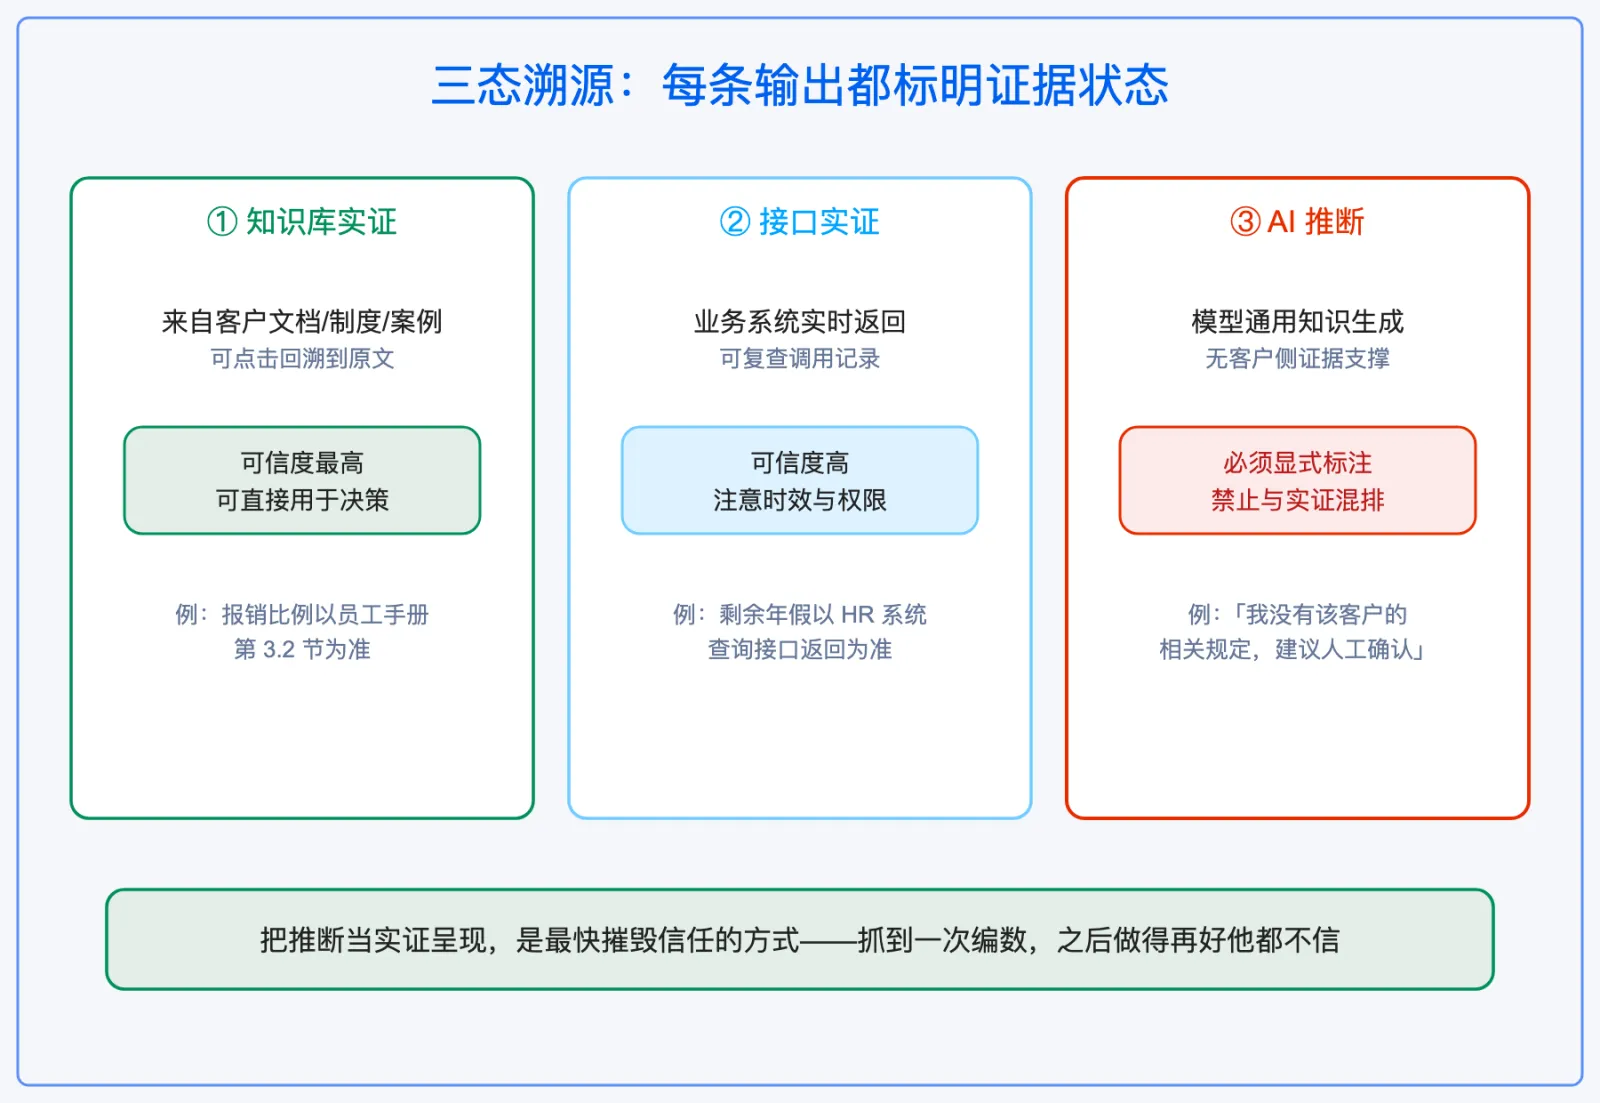 三态溯源：每条输出都标明证据状态
① 知识库实证
来自客户文档/制度/案例
可点击回溯到原文
可信度最高
可直接用于决策
例：报销比例以员工手册
第 3.2 节为准
② 接口实证
业务系统实时返回
可复查调用记录
可信度高
注意时效与权限
例：剩余年假以 HR 系统
查询接口返回为准
③ AI 推断
模型通用知识生成
无客户侧证据支撑
必须显式标注
禁止与实证混排
例：「我没有该客户的
相关规定，建议人工确认」
把推断当实证呈现，是最快摧毁信任的方式——抓到一次编数，之后做得再好他都不信